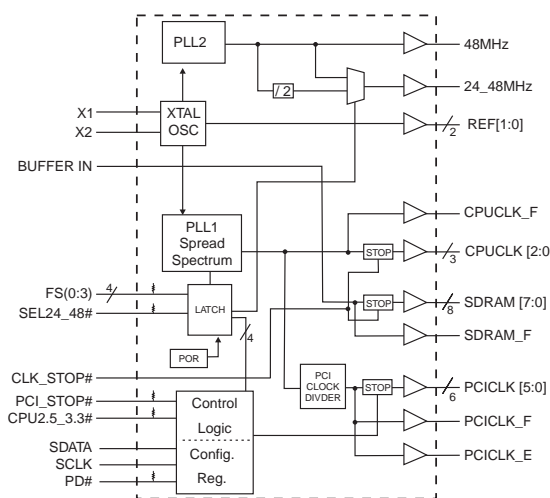 PLL2
48MHz
/ 2
24_48MHz
X1
X2
XTAL
OSC
REF[1:0]
2
BUFFER IN
PLL1
Spread
Spectrum
CPUCLK_F
STOP
CPUCLK [2:0
3
FS(0:3)
4
SEL24_48#
LATCH
STOP
SDRAM [7:0]
8
SDRAM_F
POR
4
CLK_STOP#
PCI
CLOCK
DIVDER
STOP
PCICLK [5:0]
6
PCI_STOP#
CPU2.5_3.3#
Control
Logic
PCICLK_F
SDATA
SCLK
PD#
Config.
Reg.
PCICLK_E